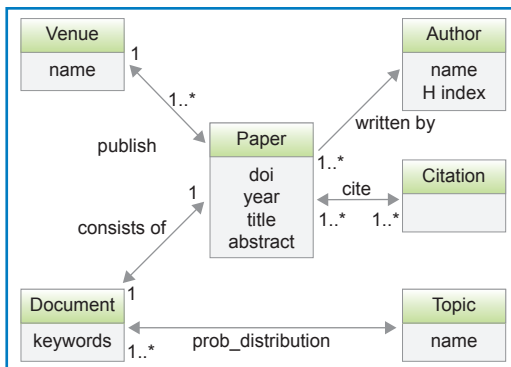 Venue
name
1
1..*
publish
Author
name
H index
written by
Paper
doi
year
title
abstract
1..*
cite
1..*
1..*
Citation
1
consists of
1
Document
keywords
1..*
prob_distribution
Topic
name